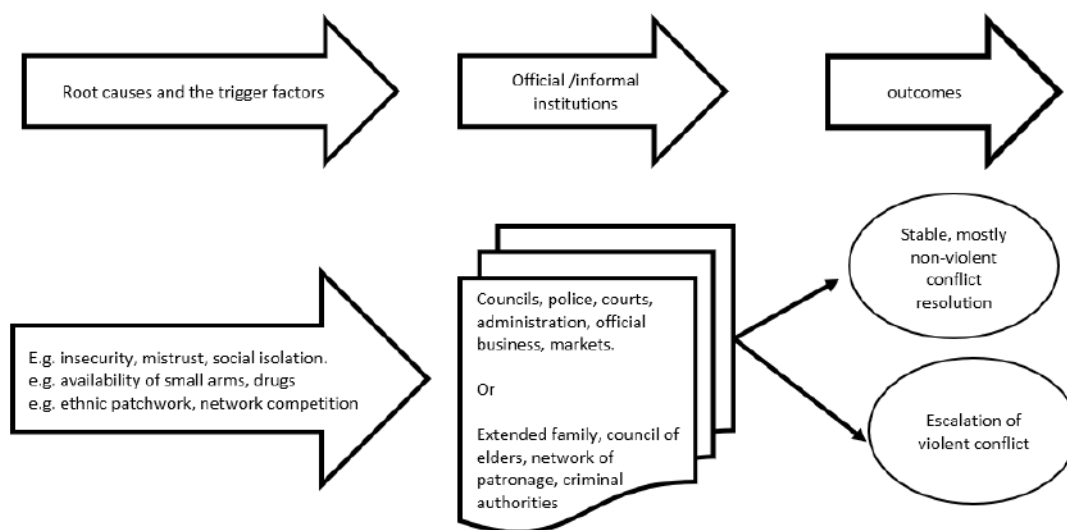 Root causes and the trigger factors
Official /informal
institutions
outcomes
E.g. insecurity, mistrust, social isolation.
e.g. availability of small arms, drugs
e.g. ethnic patchwork, network competition
Councils, police, courts,
administration, official
business, markets.
Or
Extended family, council of
elders, network of
patronage, criminal
authorities
Stable, mostly
non-violent
conflict
resolution
Escalation of
violent conflict